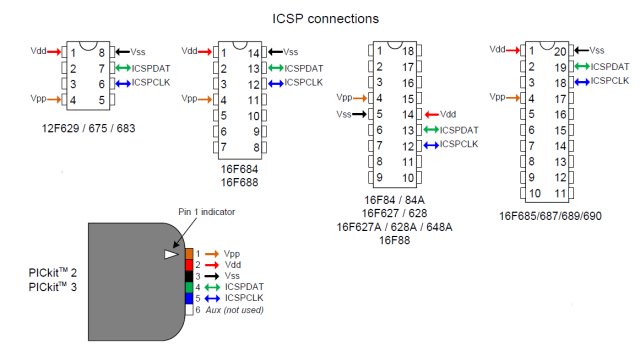 ICSP connections
Vdd 1 8 Vss
2 7 ICSPDAT
3 6 ICSPCLK
Vpp 4 5
12F629 / 675 / 683
Vdd 1 14 Vss
2 13 ICSPDAT
3 12 ICSPCLK
Vpp 4 11
5 10
6 9
7 8
16F684
16F688
1 18
2 17
3 16
Vpp 4 15
Vss 5 14 Vdd
6 13 ICSPDAT
7 12 ICSPCLK
8 11
9 10
16F84 / 84A
16F627 / 628
16F627A / 628A / 648A
16F88
Vdd 1 20 Vss
2 19 ICSPDAT
3 18 ICSPCLK
Vpp 4 17
5 16
6 15
7 14
8 13
9 12
10 11
16F685/687/689/690
Pin 1 indicator
PICkit™ 2
PICkit™ 3
1 Vpp
2 Vdd
3 Vss
4 ICSPDAT
5 ICSPCLK
6 Aux (not used)